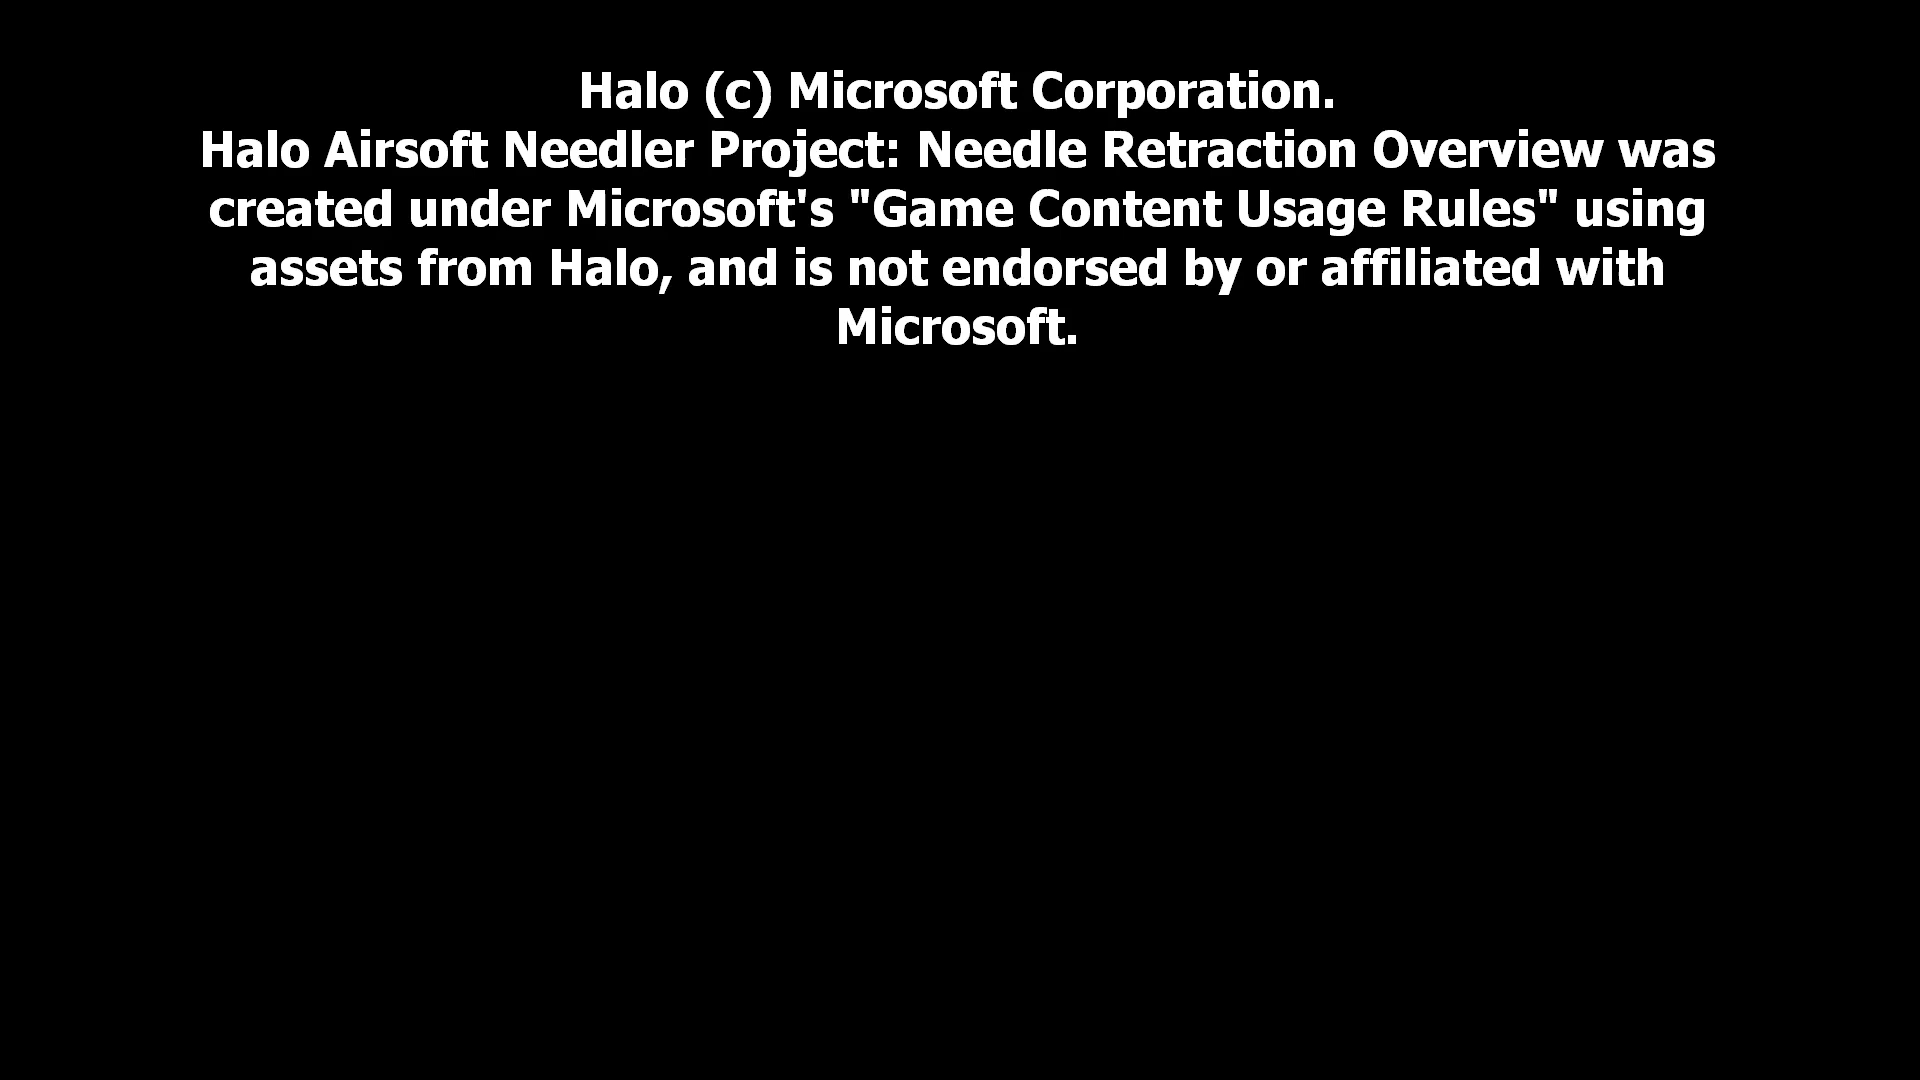 Halo (c) Microsoft Corporation.
Halo Airsoft Needler Project: Needle Retraction Overview was
created under Microsoft's "Game Content Usage Rules" using
assets from Halo, and is not endorsed by or affiliated with
Microsoft.